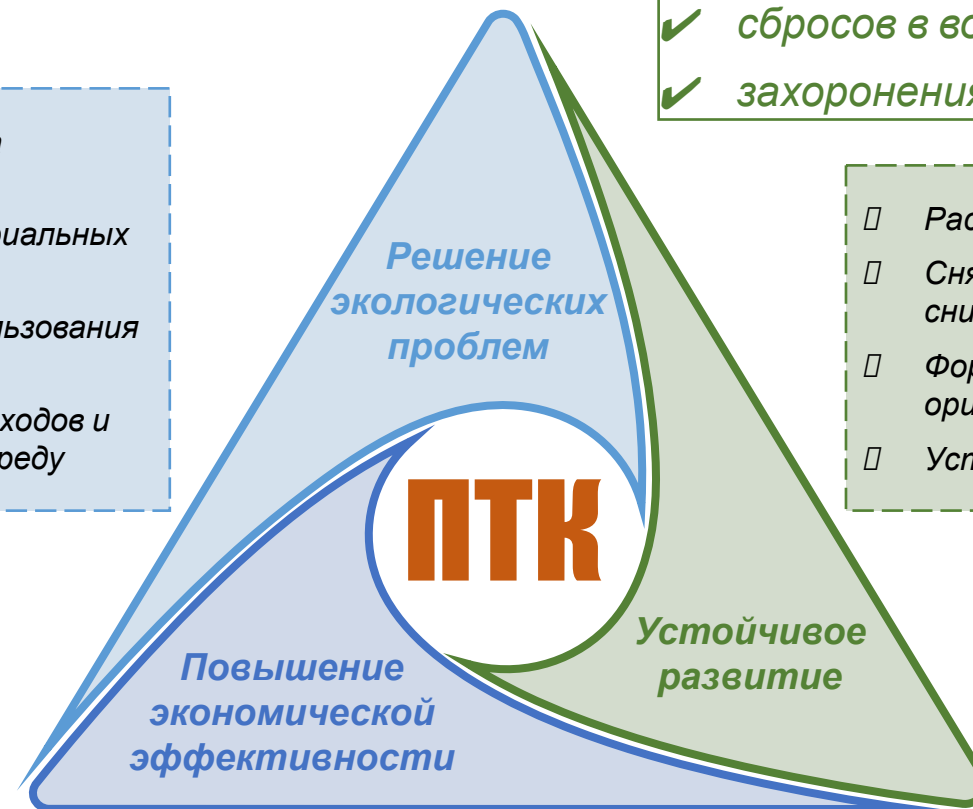 сбросов в во
захоронения
риальных
льзования
ходов и
реду
Рас
Сня
сни
Фор
ори
Уст
Решение
экологических
проблем
ПТК
Устойчивое
развитие
Повышение
экономической
эффективности